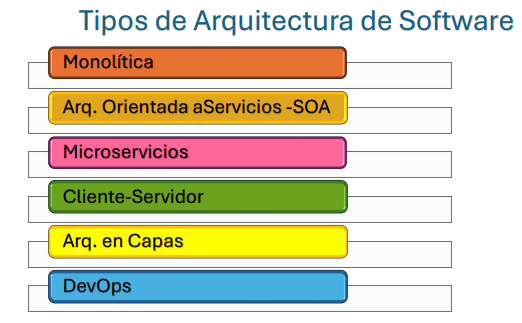 Tipos de Arquitectura de Software
Monolítica
Arq. Orientada aServicios -SOA
Microservicios
Cliente-Servidor
Arq. en Capas
DevOps